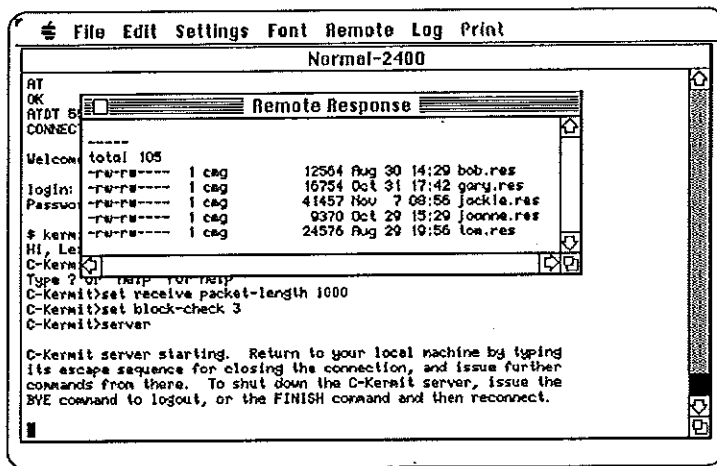 File Edit Settings Font Remote Log Print
Normal-2400
AT
OK
ATDT
CONNECT
Remote Response
-----
total 105
-rw-rw---- 1 cmg 12564 Aug 30 14:29 bob.res
-rw-rw---- 1 cmg 16754 Oct 31 17:42 gary.res
-rw-rw---- 1 cmg 41457 Nov 7 08:56 jackie.res
-rw-rw---- 1 cmg 9370 Oct 29 15:29 joanne.res
-rw-rw---- 1 cmg 24576 Aug 29 19:56 tom.res
Welcom
login:
Passwo
$ kerm
Hi, Le
C-Kerm
Type ? or help for help
C-Kermit>set receive packet-length 1000
C-Kermit>set block-check 3
C-Kermit>server
C-Kermit server starting. Return to your local machine by typing
its escape sequence for closing the connection, and issue further
commands from there. To shut down the C-Kermit server, issue the
BYE command to logout, or the FINISH command and then reconnect.